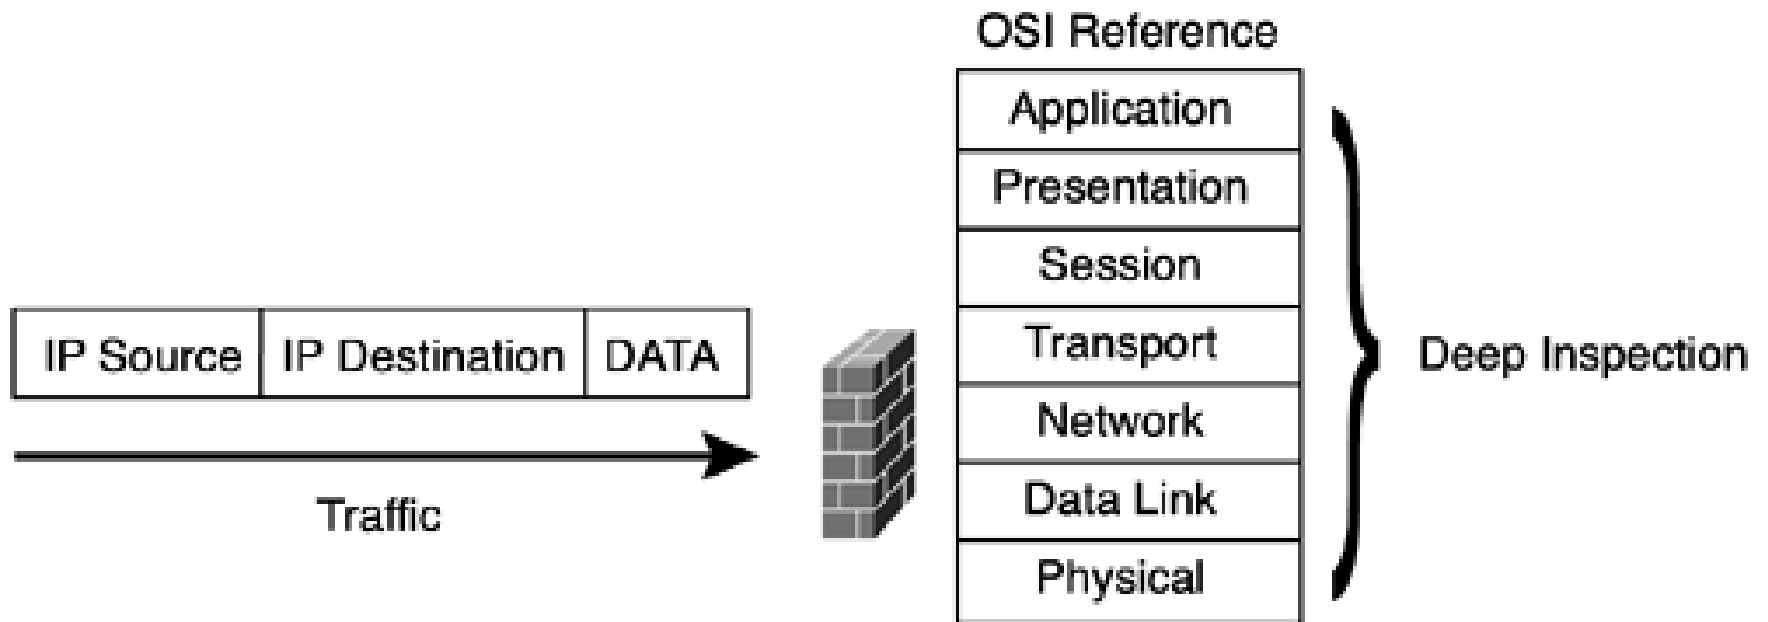 OSI Reference
Application
Presentation
Session
Transport
Network
Data Link
Physical
IP Source
IP Destination
DATA
Traffic
Deep Inspection